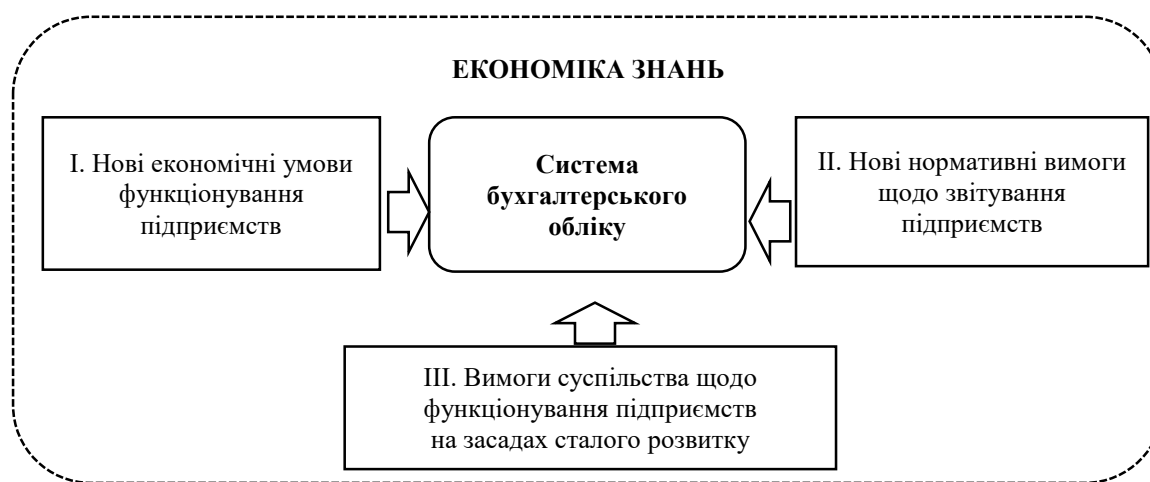 ЕКОНОМІКА ЗНАНЬ
І. Нові економічні умови
функціонування
підприємств
Система
бухгалтерського
обліку
ІІ. Нові нормативні вимоги
щодо звітування
підприємств
ІІІ. Вимоги суспільства щодо
функціонування підприємств
на засадах сталого розвитку